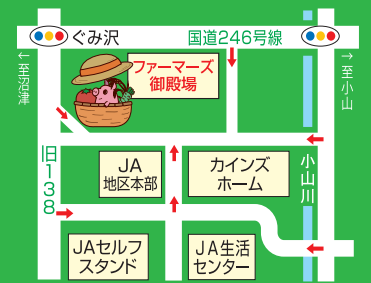 ぐみ沢
国道246号線
←至沼津
→至小山
ファーマーズ
御殿場
旧138
JA
地区本部
カインズ
ホーム
小山川
JAセルフ
スタンド
JA生活
センター